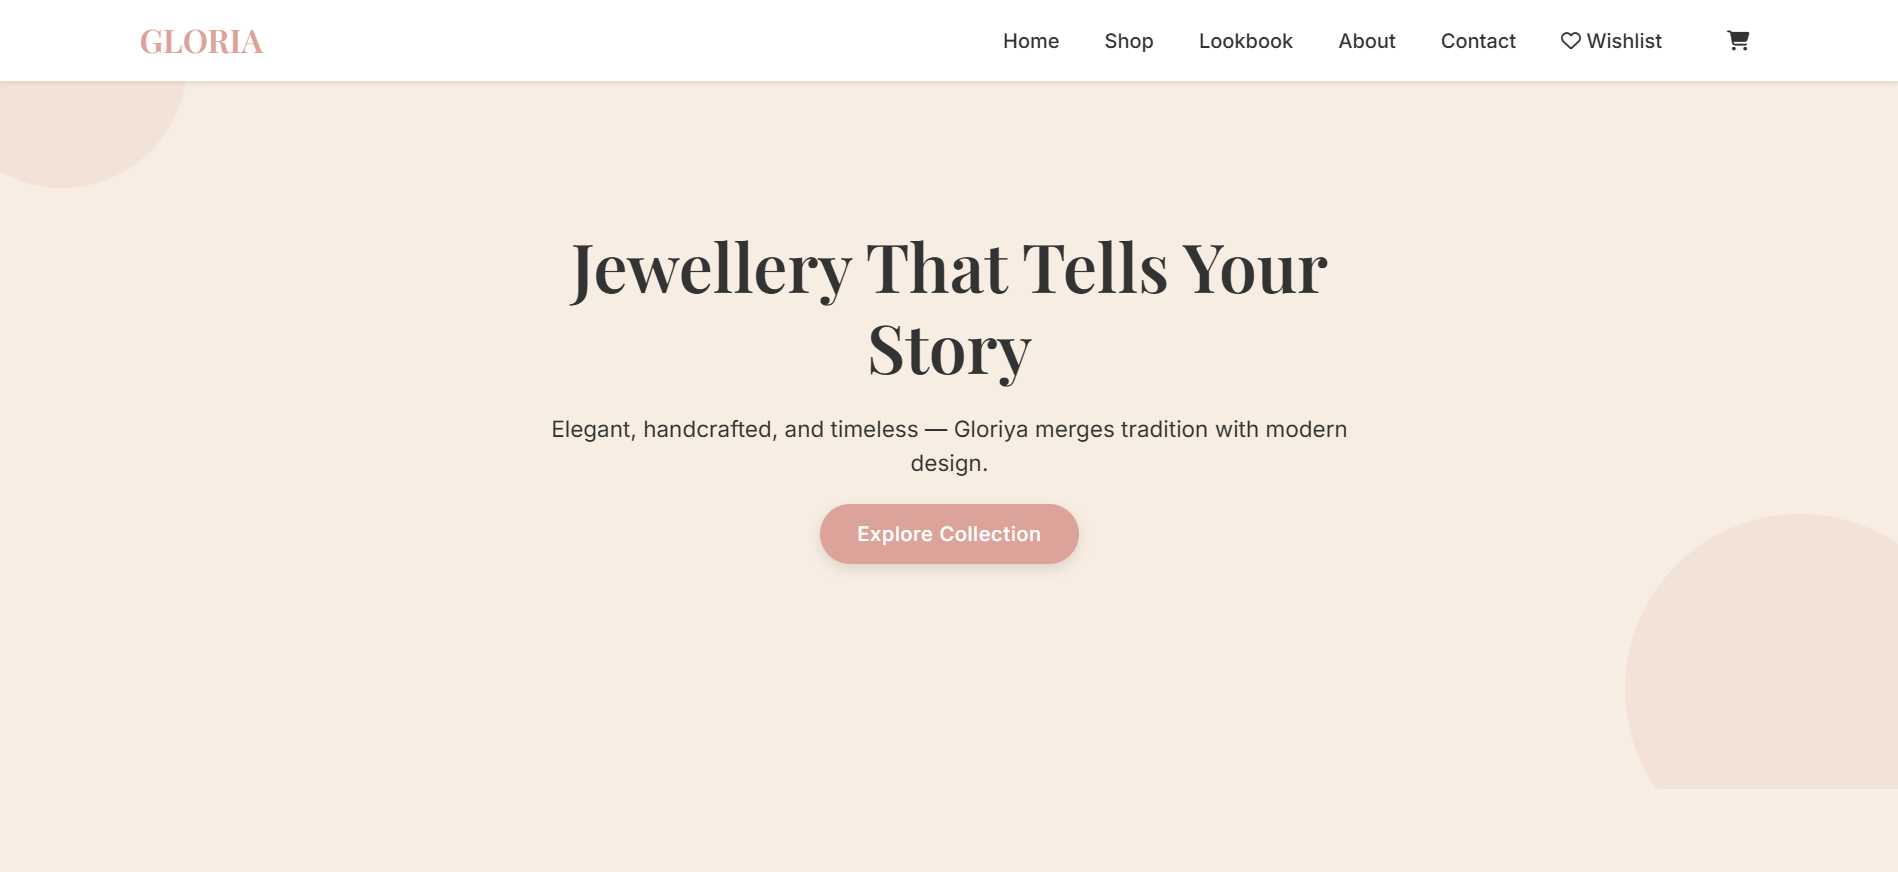 GLORIA
Home Shop Lookbook About Contact Wishlist
Jewellery That Tells Your
Story
Elegant, handcrafted, and timeless — Gloriya merges tradition with modern
design.
Explore Collection